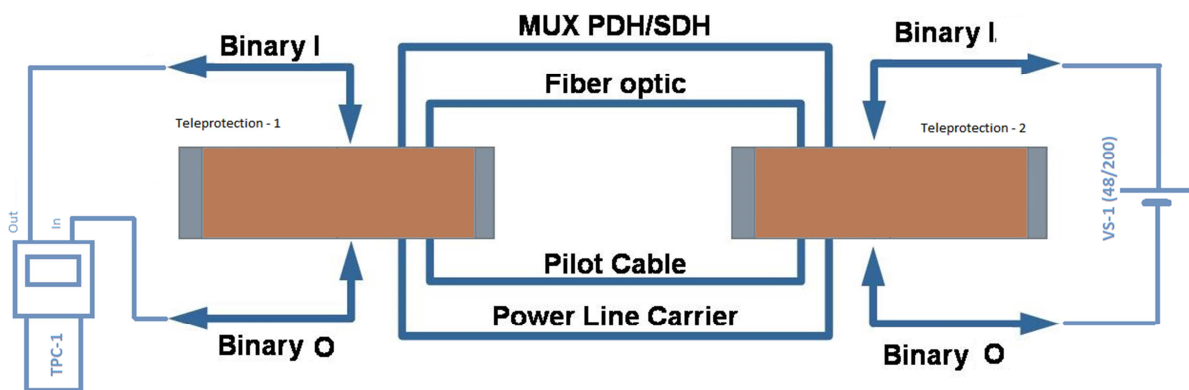 MUX PDH/SDH
Binary I
Binary I.
Fiber optic
Teleprotection - 1
Teleprotection - 2
Out
In
VS-1 (48/200)
Pilot Cable
Power Line Carrier
Binary O
Binary O
TPC-1